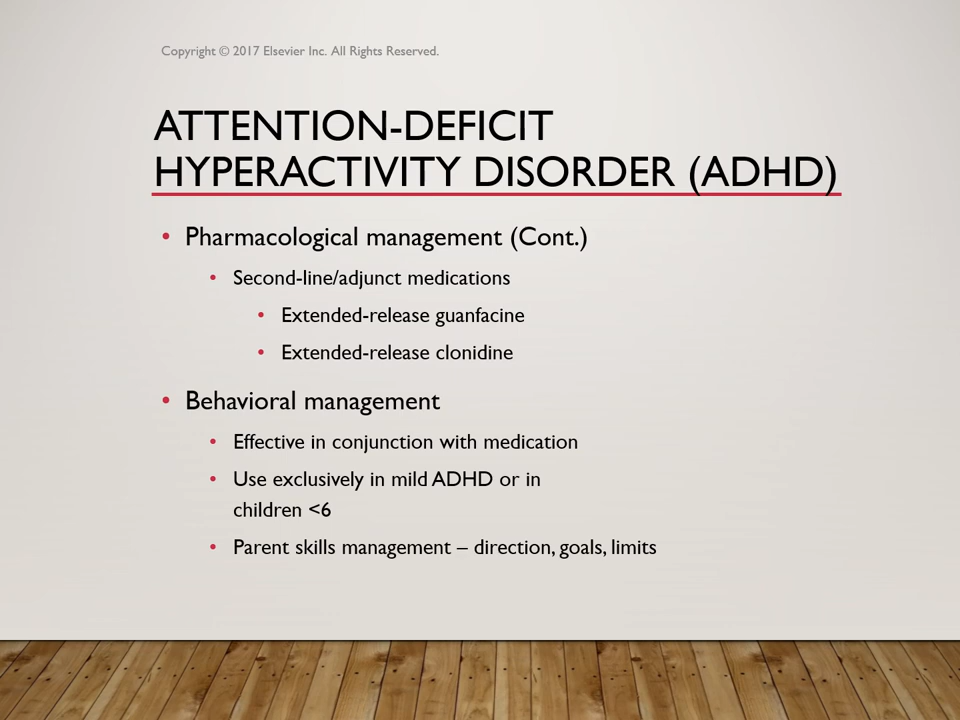 Copyright © 2017 Elsevier Inc. All Rights Reserved.
ATTENTION-DEFICIT
HYPERACTIVITY DISORDER (ADHD)
• Pharmacological management (Cont.)
• Second-line/adjunct medications
• Extended-release guanfacine
• Extended-release clonidine
• Behavioral management
• Effective in conjunction with medication
• Use exclusively in mild ADHD or in
children <6
• Parent skills management – direction, goals, limits